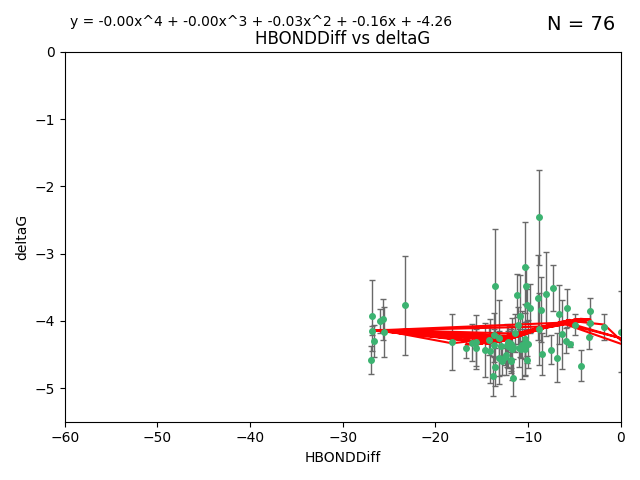 y = -0.00x^4 + -0.00x^3 + -0.03x^2 + -0.16x + -4.26
N = 76
HBONDDiff vs deltaG
0
−1
−2
−3
−4
−5
deltaG
−60 −50 −40 −30 −20 −10 0
HBONDDiff